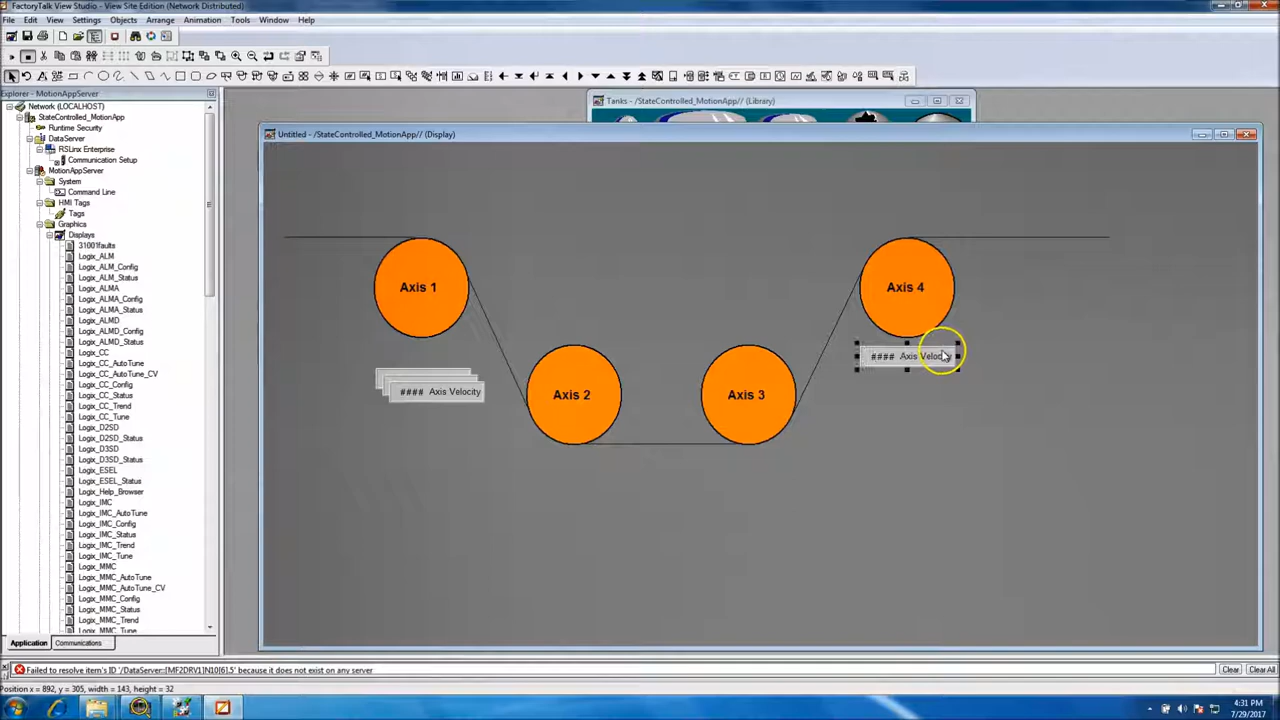 FactoryTalk View Studio - View Site Edition (Network Distributed)
File Edit View Settings Objects Arrange Animation Tools Window Help
Explorer - MotionAppServer
Network (LOCALHOST)
StateControlled_MotionApp
Runtime Security
DataServer
RSLinx Enterprise
Communication Setup
MotionAppServer
System
Command Line
HMI Tags
Tags
Graphics
Displays
31001faults
Logix_ALM
Logix_ALM_Config
Logix_ALM_Status
Logix_ALMA
Logix_ALMA_Config
Logix_ALMA_Status
Logix_ALMD
Logix_ALMD_Config
Logix_ALMD_Status
Logix_CC
Logix_CC_AutoTune
Logix_CC_AutoTune_CV
Logix_CC_Config
Logix_CC_Status
Logix_CC_Trend
Logix_CC_Tune
Logix_D2SD
Logix_D2SD_Status
Logix_D3SD
Logix_D3SD_Status
Logix_ESEL
Logix_ESEL_Status
Logix_Help_Browser
Logix_IMC
Logix_IMC_AutoTune
Logix_IMC_Config
Logix_IMC_Status
Logix_IMC_Trend
Logix_IMC_Tune
Logix_MMC
Logix_MMC_AutoTune
Logix_MMC_AutoTune_CV
Logix_MMC_Config
Logix_MMC_Status
Logix_MMC_Trend
Logix_MMC_Tune
Application Communications
Tanks - /StateControlled_MotionApp// (Library)
Untitled - /StateControlled_MotionApp// (Display)
Axis 1
Axis 4
#### Axis Velocity
#### Axis Velocity
Axis 2
Axis 3
Failed to resolve item's ID '/DataServer::[MF2DRV1]N10[6].5' because it does not exist on any server
Clear Clear All
Position x = 892, y = 305, width = 143, height = 32
4:31 PM
7/29/2017